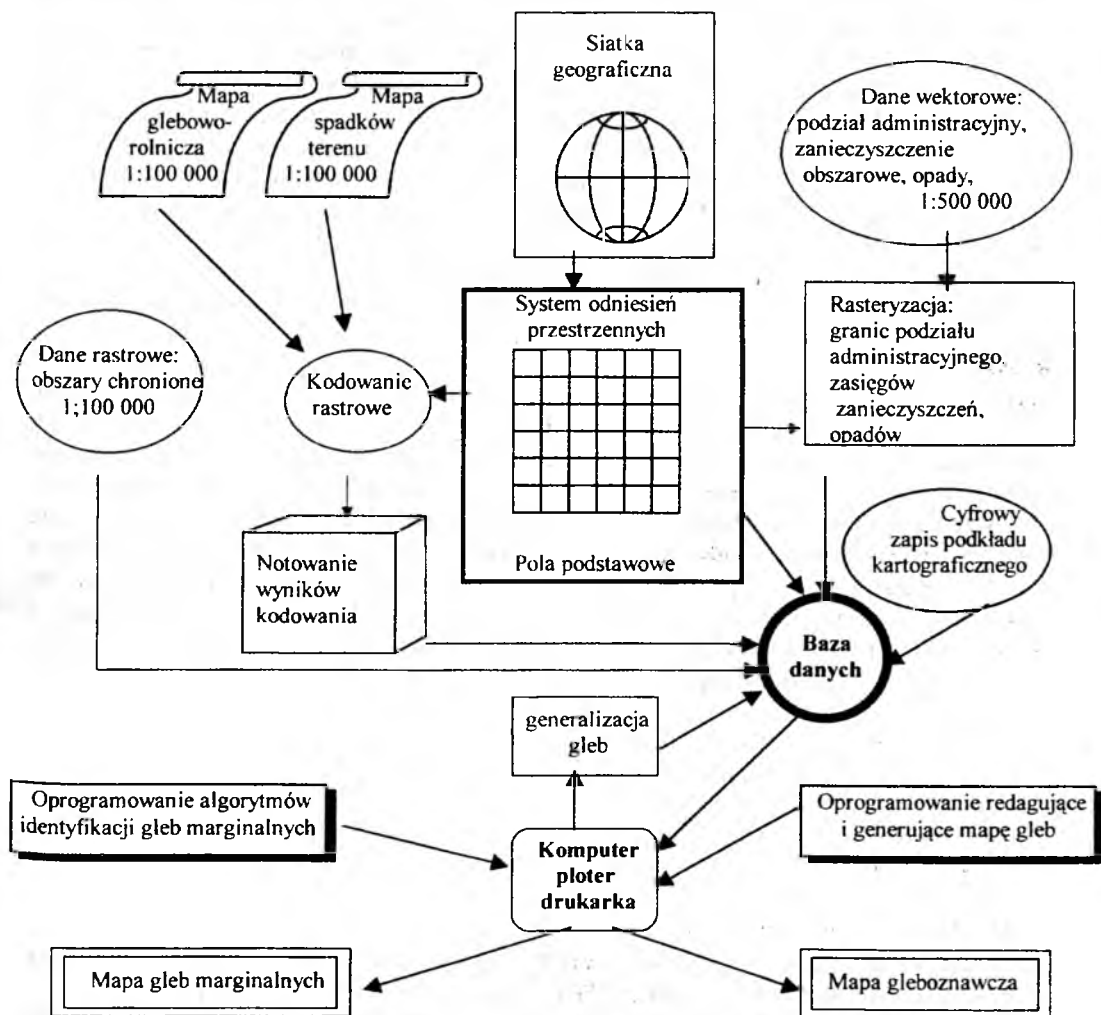 Siatka
geograficzna
Mapa
glebowo-
rolnicza
1:100 000
Mapa
spadków
terenu
1:100 000
Dane wektorowe:
podział administracyjny,
zanieczyszczenie
obszarowe, opady,
1:500 000
System odniesień
przestrzennych
Pola podstawowe
Rasteryzacja:
granic podziału
administracyjnego,
zasięgów
zanieczyszczeń,
opadów
Dane rastrowe:
obszary chronione
1;100 000
Kodowanie
rastrowe
Notowanie
wyników
kodowania
Cyfrowy
zapis podkładu
kartograficznego
Baza
danych
generalizacja
gleb
Oprogramowanie algorytmów
identyfikacji gleb marginalnych
Oprogramowanie redagujące
i generujące mapę gleb
Komputer
ploter
drukarka
Mapa gleb marginalnych
Mapa gleboznawcza